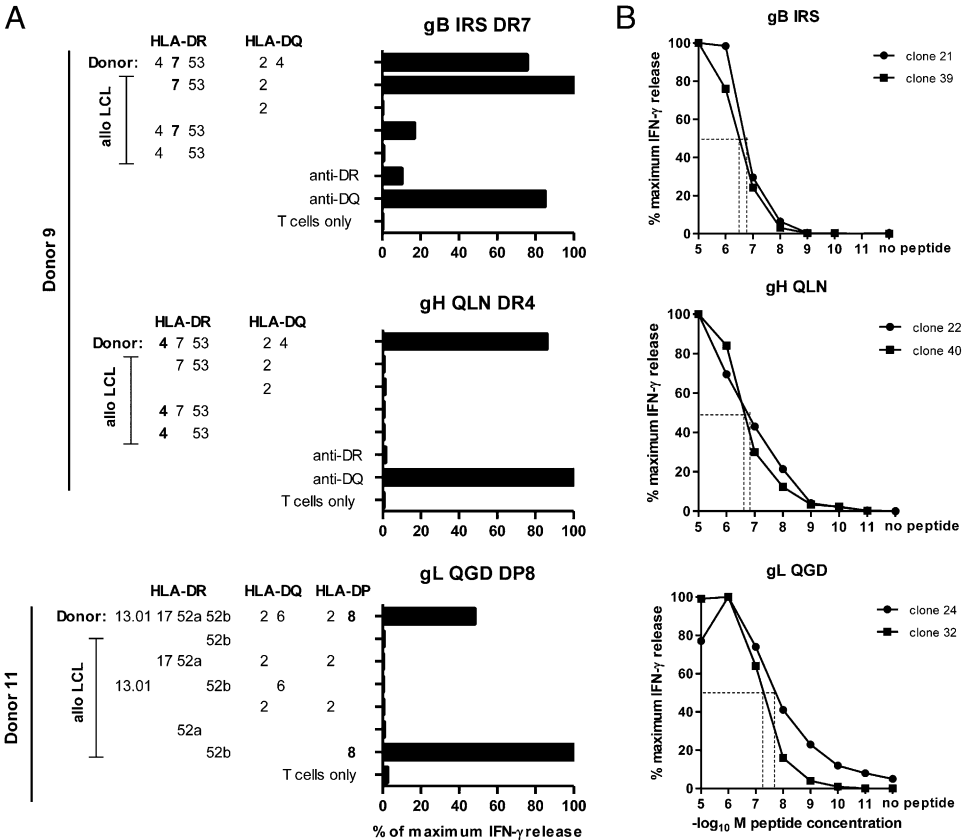 A
gB IRS DR7
HLA-DR HLA-DQ
Donor: 4 7 53 2 4
7 53 2
2
4 7 53
4 53
allo LCL
anti-DR
anti-DQ
T cells only
0 20 40 60 80 100
Donor 9
gH QLN DR4
HLA-DR HLA-DQ
Donor: 4 7 53 2 4
7 53 2
2
4 7 53
4 53
allo LCL
anti-DR
anti-DQ
T cells only
0 20 40 60 80 100
gL QGD DP8
HLA-DR HLA-DQ HLA-DP
Donor: 13.01 17 52a 52b 2 6 2 8
52b
17 52a 2 2
13.01 52b 6
2 2
52a
52b 8
allo LCL
T cells only
Donor 11
0 20 40 60 80 100
% of maximum IFN-γ release
B
gB IRS
% maximum IFN-γ release
100
80
60
40
20
0
5 6 7 8 9 10 11 no peptide
clone 21
clone 39
gH QLN
% maximum IFN-γ release
100
80
60
40
20
0
5 6 7 8 9 10 11 no peptide
clone 22
clone 40
gL QGD
% maximum IFN-γ release
100
80
60
40
20
0
5 6 7 8 9 10 11 no peptide
clone 24
clone 32
-log10 M peptide concentration